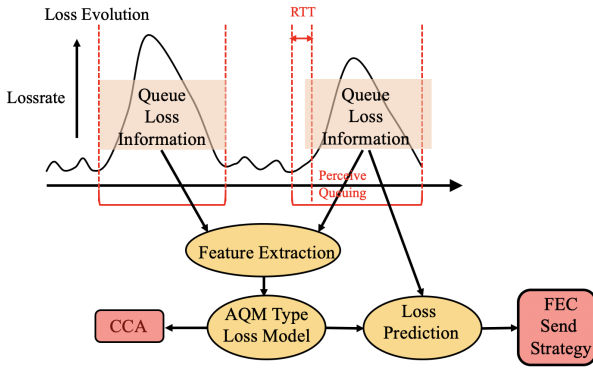 Loss Evolution
RTT
Lossrate
Queue
Loss
Information
Queue
Loss
Information
Perceive
Queuing
Feature Extraction
CCA
AQM Type
Loss Model
Loss
Prediction
FEC
Send
Strategy